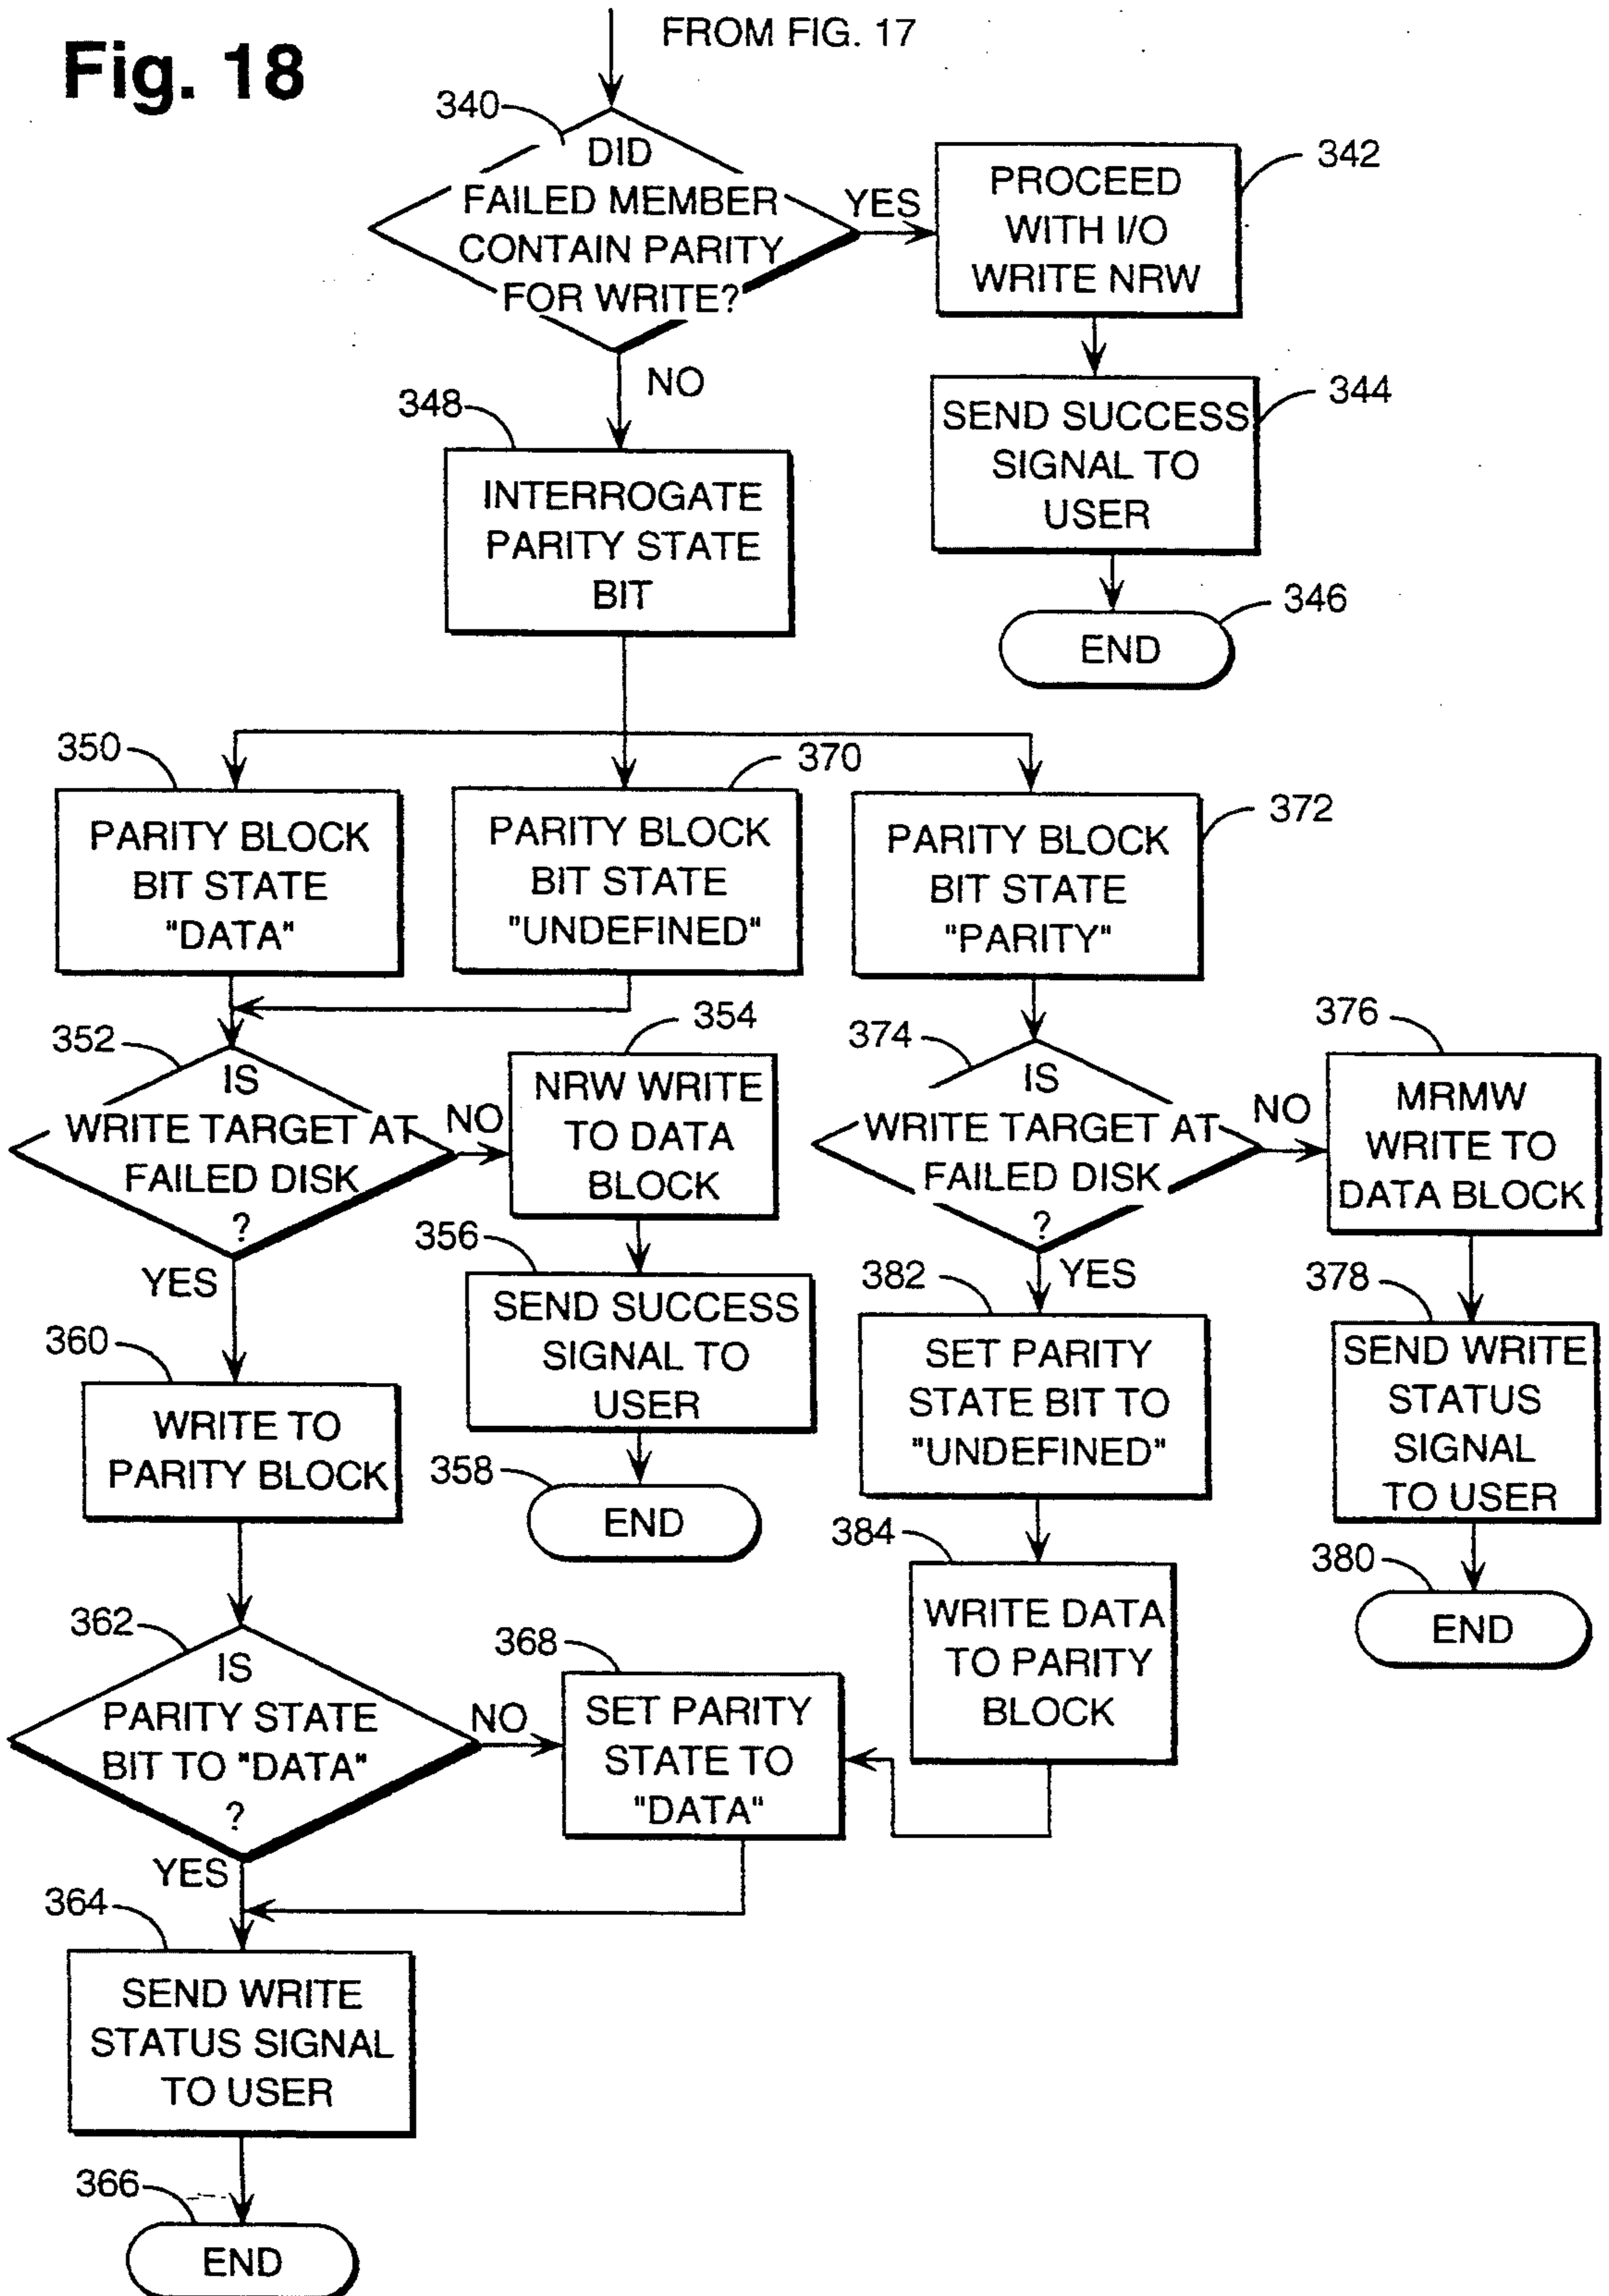 Fig. 18
FROM FIG. 17
340
DID
FAILED MEMBER
CONTAIN PARITY
FOR WRITE?
YES
PROCEED
WITH I/O
WRITE NRW
342
NO
SEND SUCCESS
SIGNAL TO
USER
344
END
346
348
INTERROGATE
PARITY STATE
BIT
350
PARITY BLOCK
BIT STATE
"DATA"
370
PARITY BLOCK
BIT STATE
"UNDEFINED"
372
PARITY BLOCK
BIT STATE
"PARITY"
352
IS
WRITE TARGET AT
FAILED DISK
?
NO
354
NRW WRITE
TO DATA
BLOCK
356
SEND SUCCESS
SIGNAL TO
USER
358
END
374
IS
WRITE TARGET AT
FAILED DISK
?
NO
376
MRMW
WRITE TO
DATA BLOCK
378
SEND WRITE
STATUS
SIGNAL
TO USER
380
END
YES
360
WRITE TO
PARITY BLOCK
YES
382
SET PARITY
STATE BIT TO
"UNDEFINED"
384
WRITE DATA
TO PARITY
BLOCK
362
IS
PARITY STATE
BIT TO "DATA"
?
NO
368
SET PARITY
STATE TO
"DATA"
YES
364
SEND WRITE
STATUS SIGNAL
TO USER
366
END